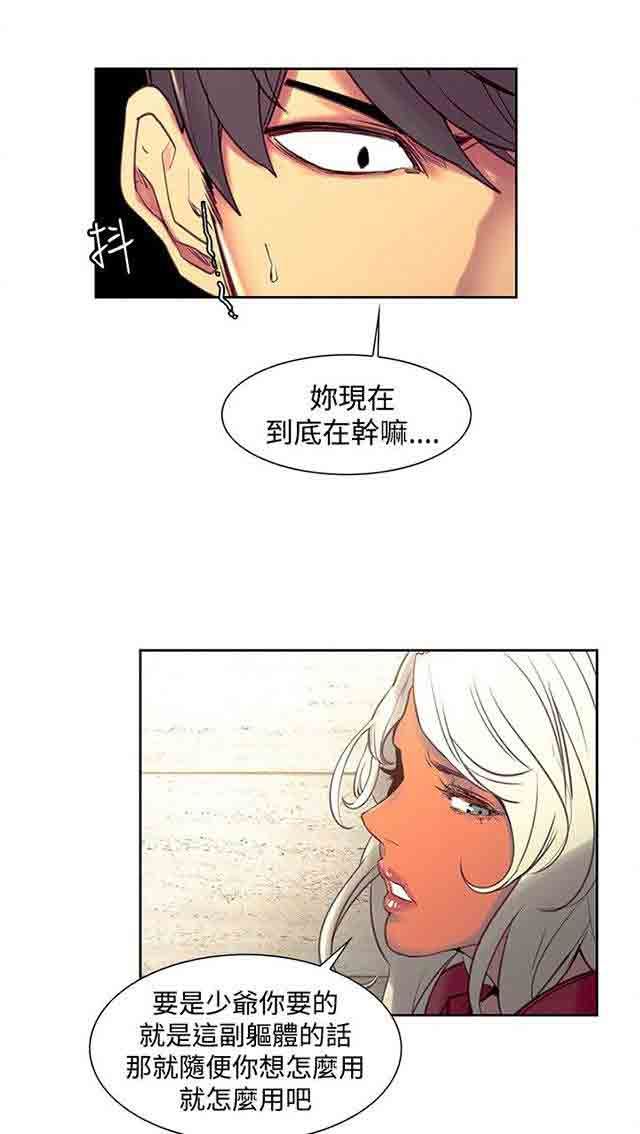 抖
妳現在
到底在幹嘛....
要是少爺你要的
就是這副軀體的話
那就隨便你想怎麼用
就怎麼用吧